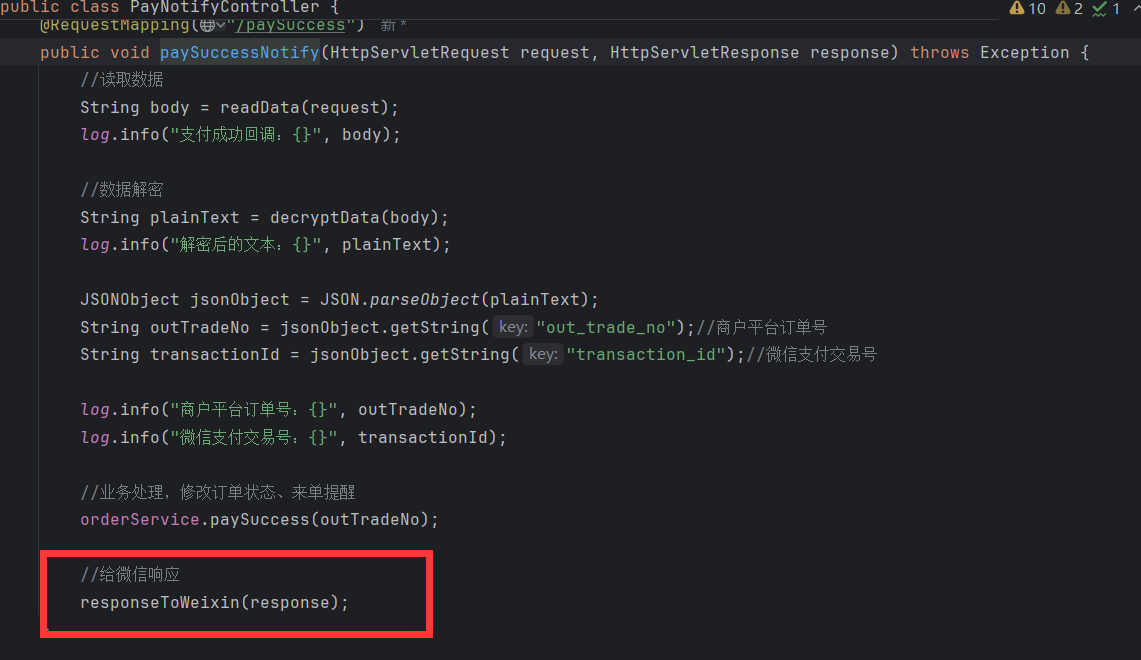 public class PayNotifyController {
10 2 1
@RequestMapping("/paySuccess") 新 *
public void paySuccessNotify(HttpServletRequest request, HttpServletResponse response) throws Exception {
//读取数据
String body = readData(request);
log.info("支付成功回调：{}", body);
//数据解密
String plainText = decryptData(body);
log.info("解密后的文本：{}", plainText);
JSONObject jsonObject = JSON.parseObject(plainText);
String outTradeNo = jsonObject.getString( key: "out_trade_no");//商户平台订单号
String transactionId = jsonObject.getString( key: "transaction_id");//微信支付交易号
log.info("商户平台订单号：{}", outTradeNo);
log.info("微信支付交易号：{}", transactionId);
//业务处理，修改订单状态、来单提醒
orderService.paySuccess(outTradeNo);
//给微信响应
responseToWeixin(response);